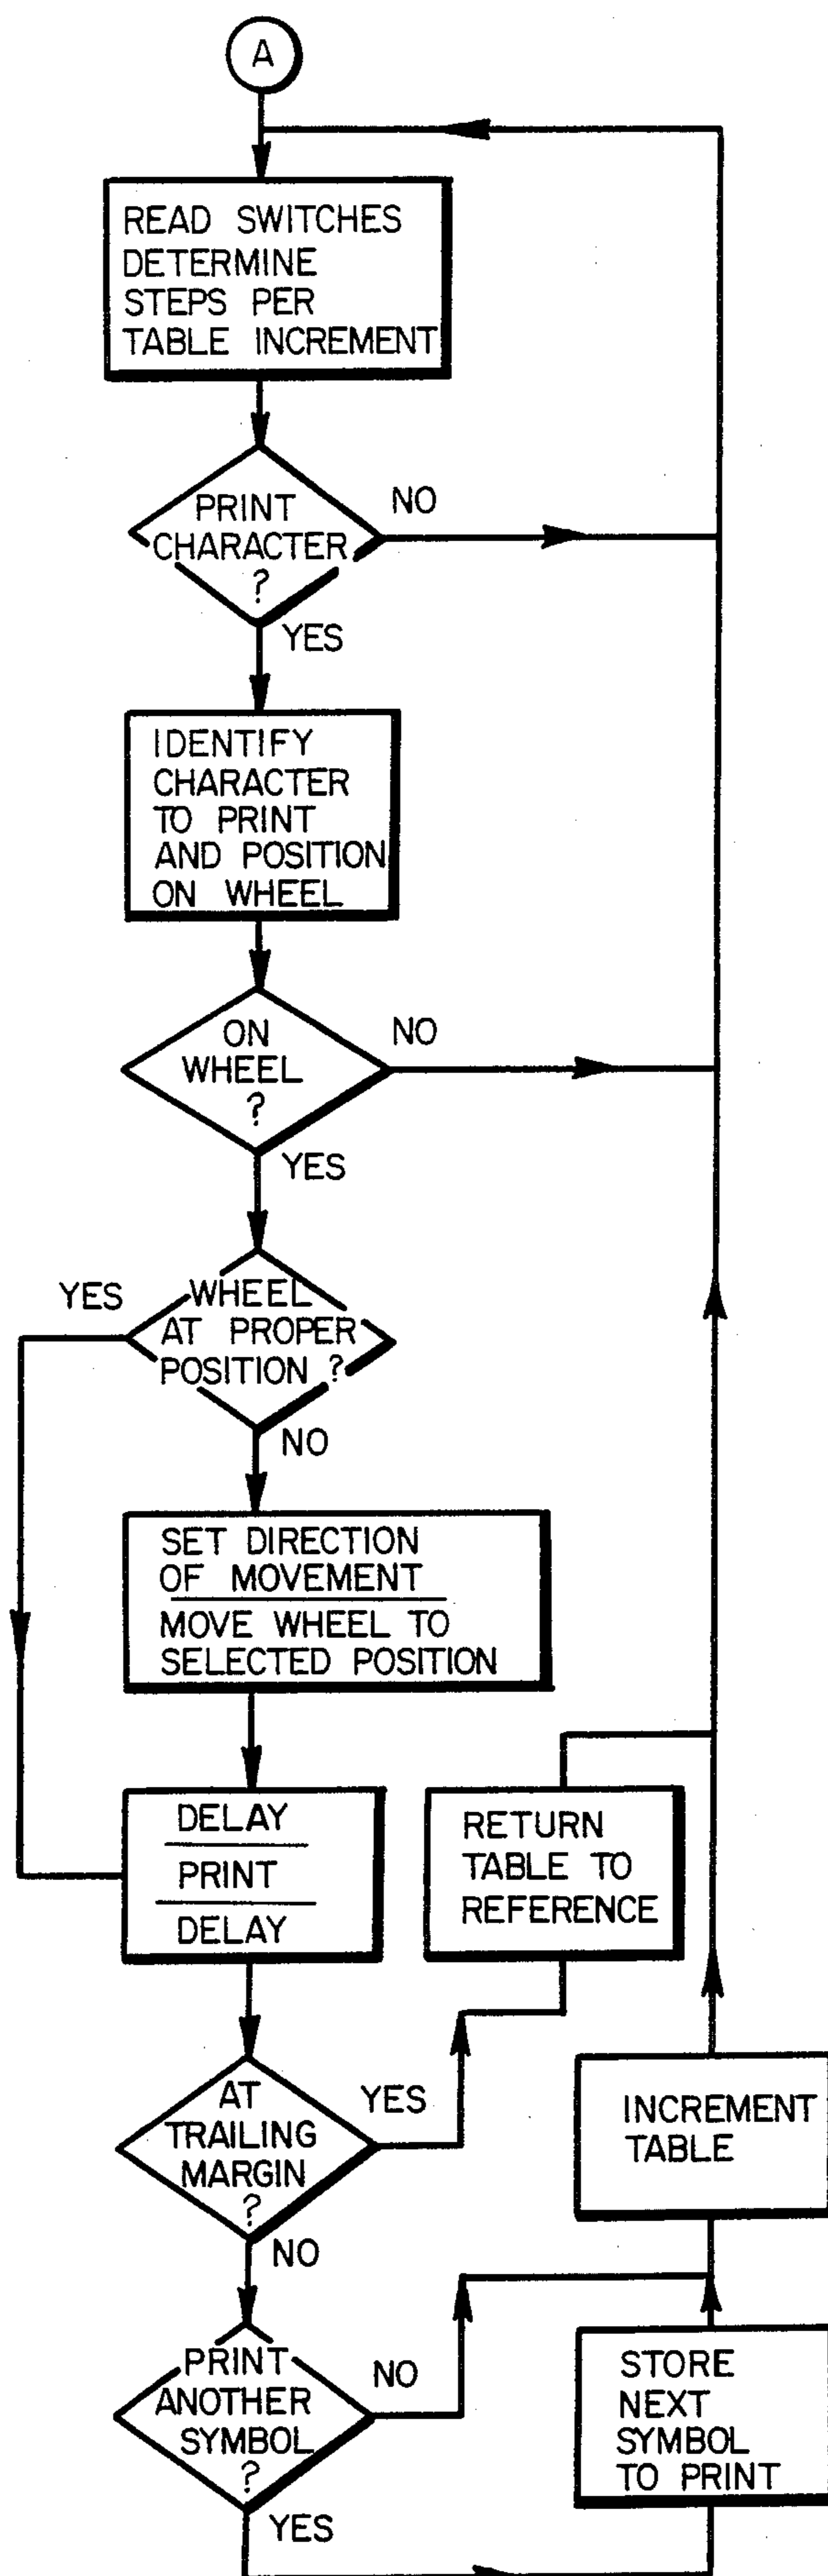 A
READ SWITCHES
DETERMINE
STEPS PER
TABLE INCREMENT
PRINT
CHARACTER
?
NO
YES
IDENTIFY
CHARACTER
TO PRINT
AND POSITION
ON WHEEL
ON
WHEEL
?
NO
YES
YES
WHEEL
AT PROPER
POSITION ?
NO
SET DIRECTION
OF MOVEMENT
MOVE WHEEL TO
SELECTED POSITION
DELAY
PRINT
DELAY
RETURN
TABLE TO
REFERENCE
AT
TRAILING
MARGIN
?
YES
NO
INCREMENT
TABLE
PRINT
ANOTHER
SYMBOL
?
NO
YES
STORE
NEXT
SYMBOL
TO PRINT